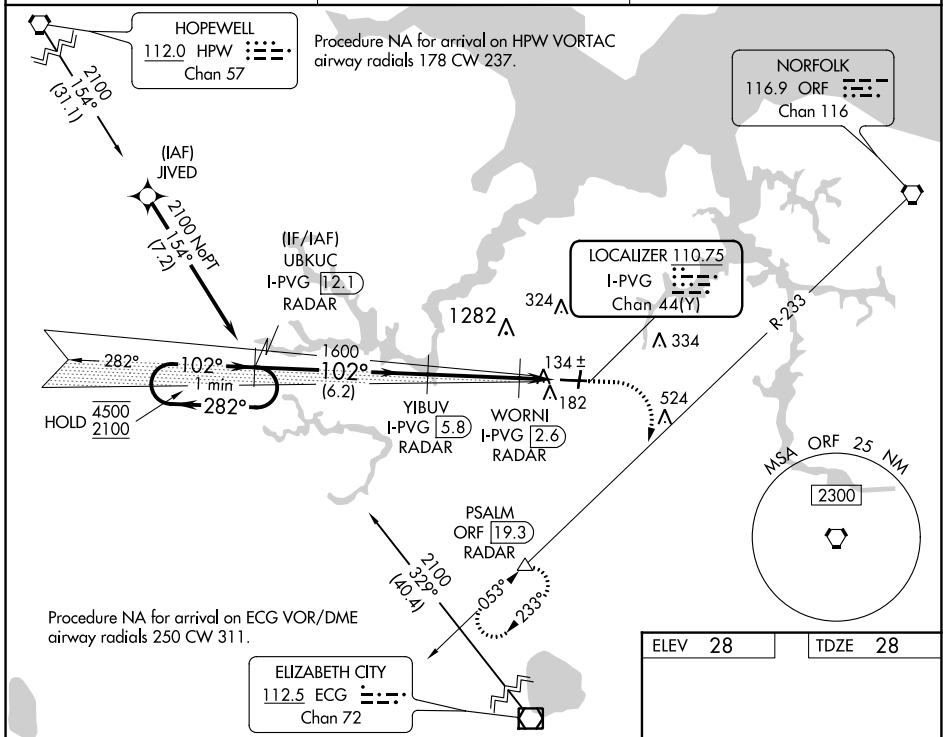 HOPEWELL
112.0 HPW
Chan 57
Procedure NA for arrival on HPW VORTAC
airway radials 178 CW 237.
NORFOLK
116.9 ORF
Chan 116
2100
154°
(31.1)
(IAF)
JIVED
2100 NoPT
154°
(7.2)
(IF/IAF)
UBKUC
I-PVG 12.1
RADAR
LOCALIZER 110.75
I-PVG
Chan 44(Y)
R-233
1282
324
334
134 ±
182
524
282°
102°
1 min
282°
1600
102°
(6.2)
HOLD 4500
2100
YIBUV
I-PVG 5.8
RADAR
WORNI
I-PVG 2.6
RADAR
MSA ORF 25 NM
2300
PSALM
ORF 19.3
RADAR
053°
233°
2100
329°
(40.4)
Procedure NA for arrival on ECG VOR/DME
airway radials 250 CW 311.
ELIZABETH CITY
112.5 ECG
Chan 72
ELEV 28
TDZE 28